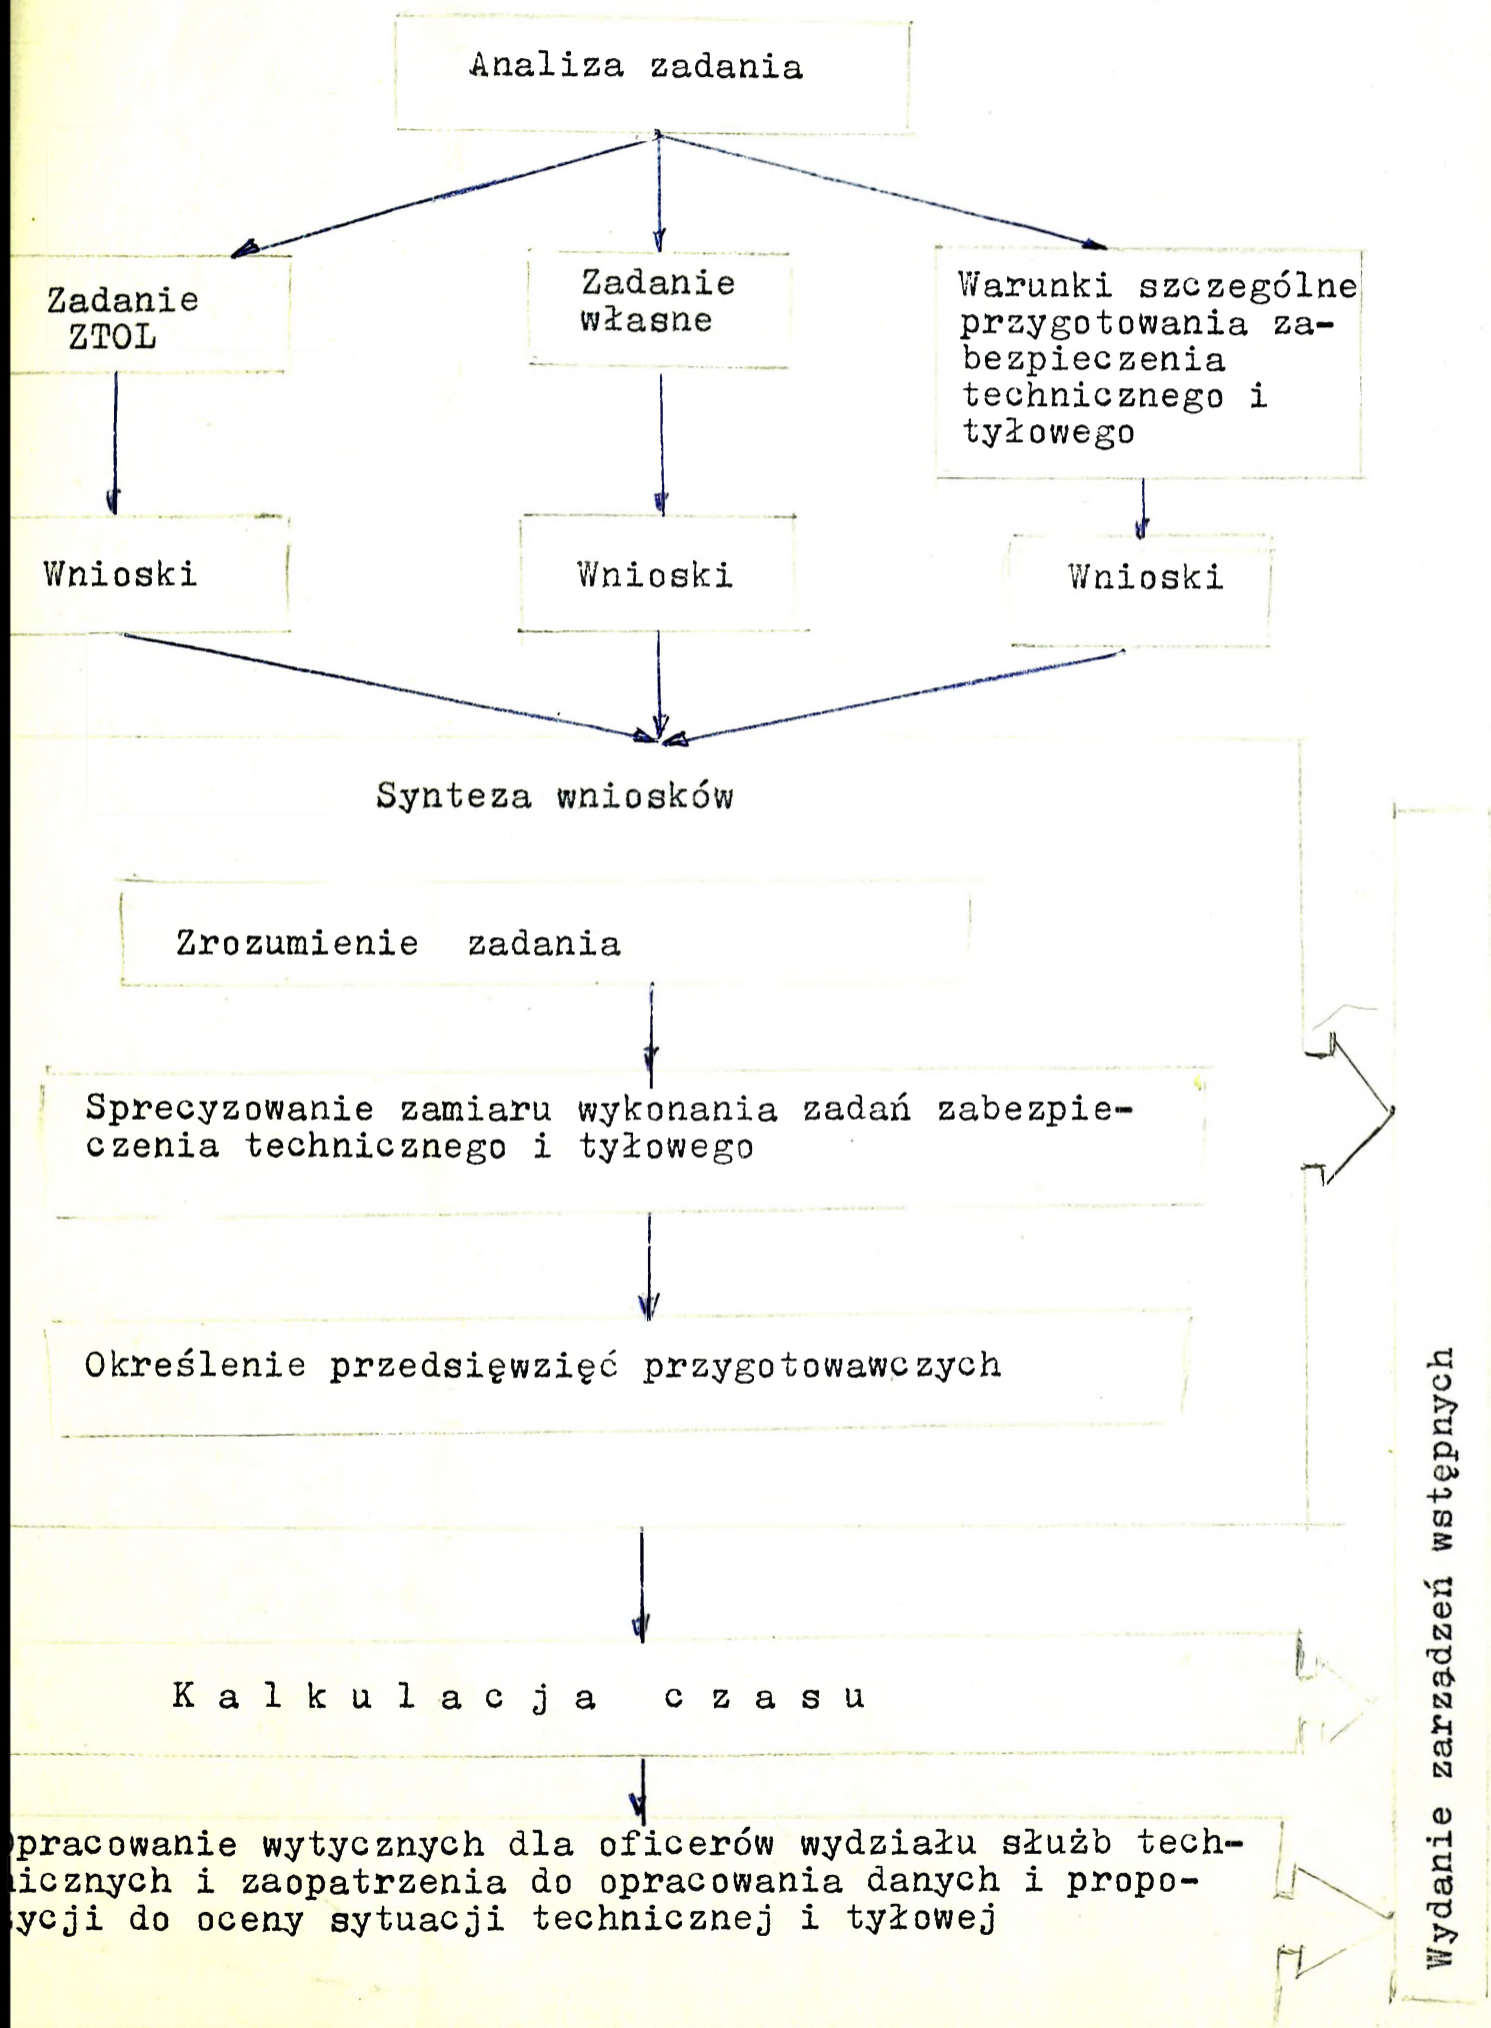 Analiza zadania
Zadanie
ZTOL
Zadanie
własne
Warunki szczególne
przygotowania za-
bezpieczenia
technicznego i
tyłowego
Wnioski
Wnioski
Wnioski
Synteza wniosków
Zrozumienie zadania
Sprecyzowanie zamiaru wykonania zadań zabezpie-
czenia technicznego i tyłowego
Określenie przedsięwzięć przygotowawczych
K a l k u l a c j a c z a s u
pracowanie wytycznych dla oficerów wydziału służb tech-
icznych i zaopatrzenia do opracowania danych i propo-
ycji do oceny sytuacji technicznej i tyłowej
Wydanie zarządzeń wstępnych